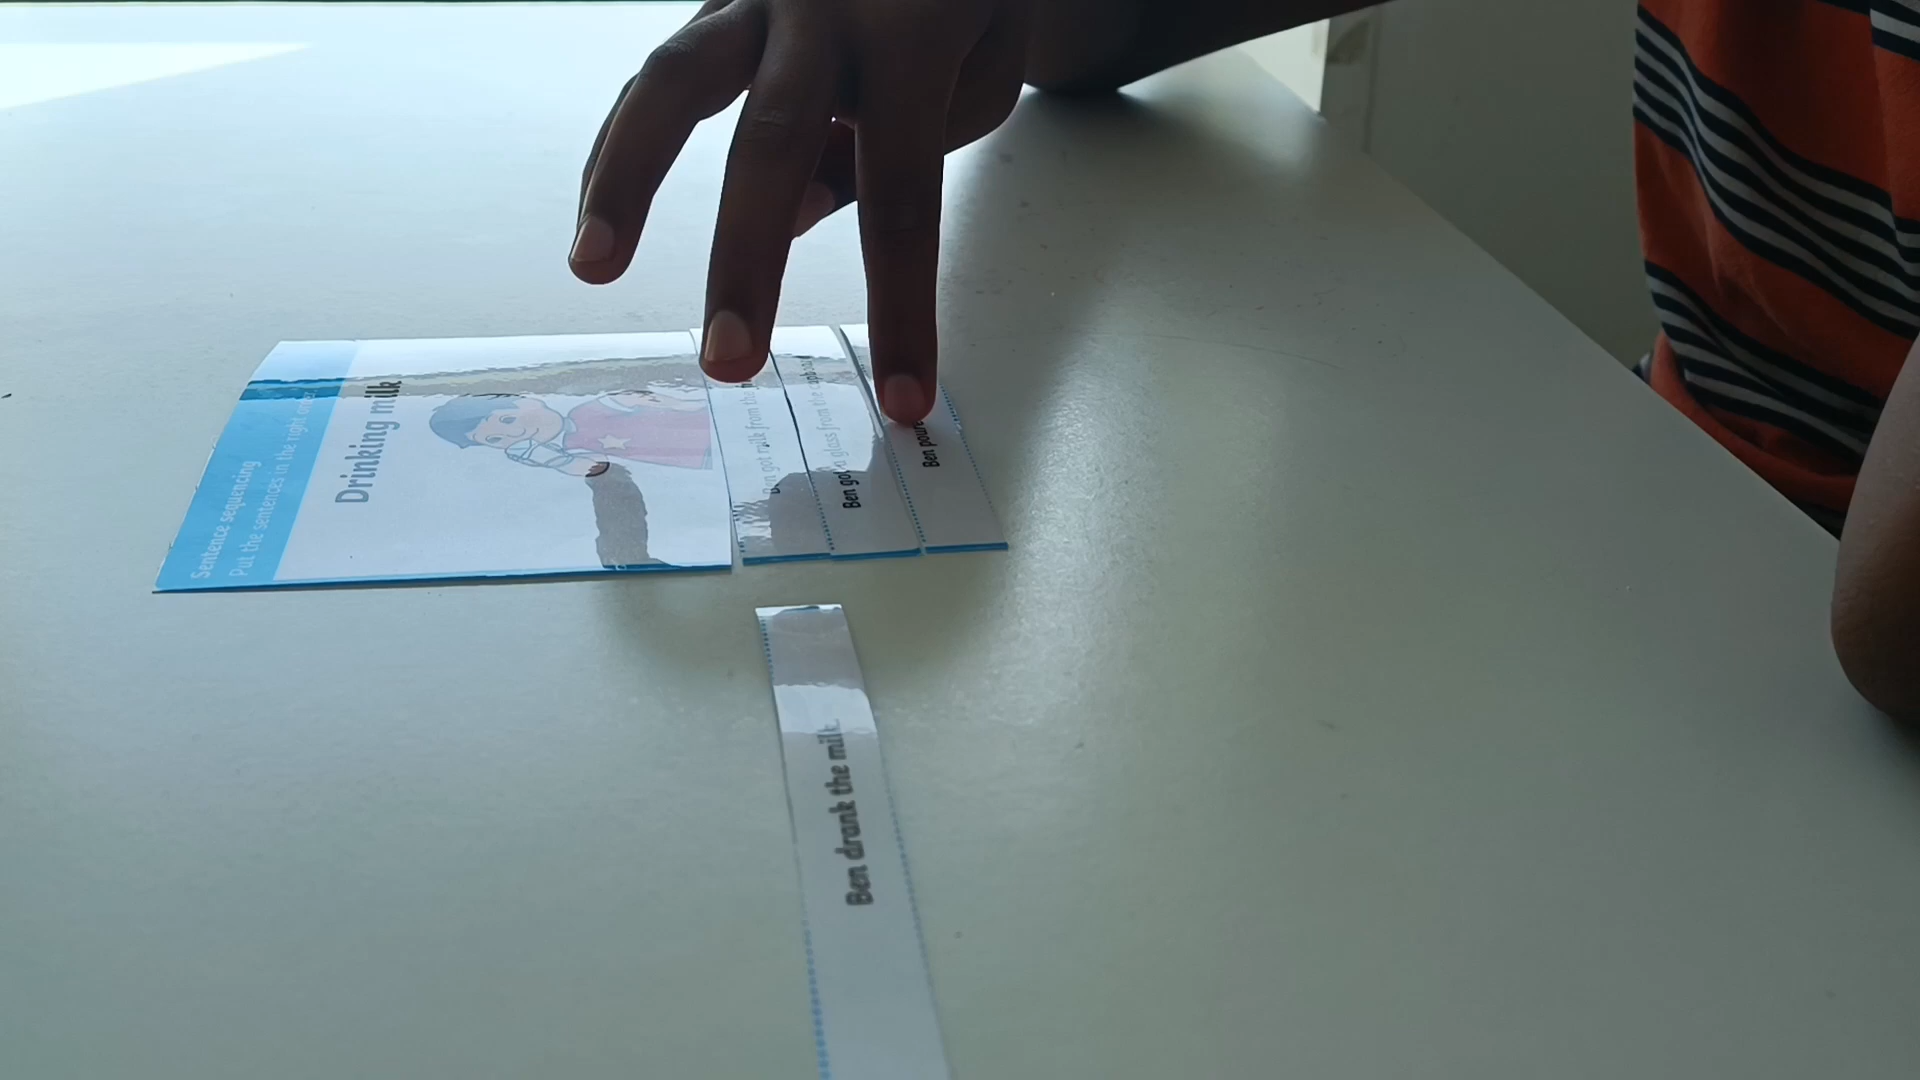 Sentence sequencing
Put the sentences in the right order
Drinking milk
Ben got milk from the
Ben got a glass from the
Ben
Ben drank the milk.